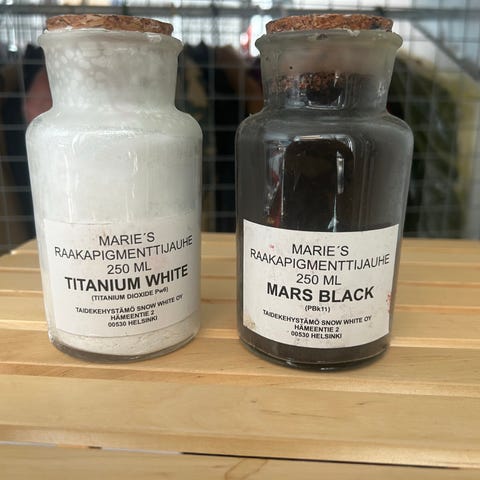 MARIE´S
RAAKAPIGMENTTIJAUHE
250 ML
TITANIUM WHITE
(TITANIUM DIOXIDE Pw6)
TAIDEKEHYSTÄMÖ SNOW WHITE OY
HÄMEENTIE 2
00530 HELSINKI
MARIE´S
RAAKAPIGMENTTIJAUHE
250 ML
MARS BLACK
(PBk11)
TAIDEKEHYSTÄMÖ SNOW WHITE OY
HÄMEENTIE 2
00530 HELSINKI